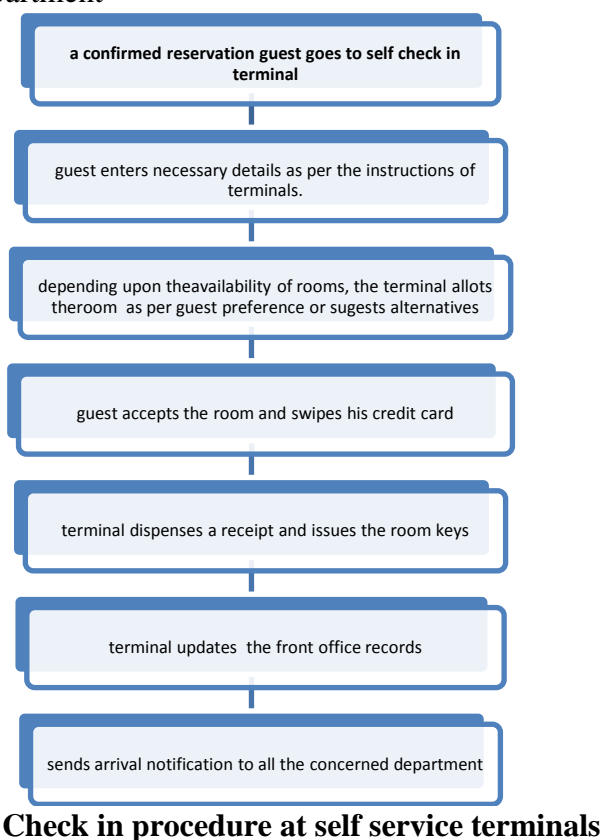 a confirmed reservation guest goes to self check in
terminal
guest enters necessary details as per the instructions of
terminals.
depending upon theavailability of rooms, the terminal allots
theroom as per guest preference or sugests alternatives
guest accepts the room and swipes his credit card
terminal dispenses a receipt and issues the room keys
terminal updates the front office records
sends arrival notification to all the concerned department
Check in procedure at self service terminals